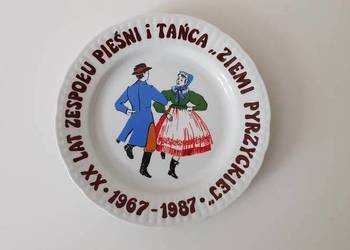 XX LAT ZESPOŁU PIEŚNI i TAŃCA „ZIEMI PYRZYCKIEJ”
• 1967 - 1987 •